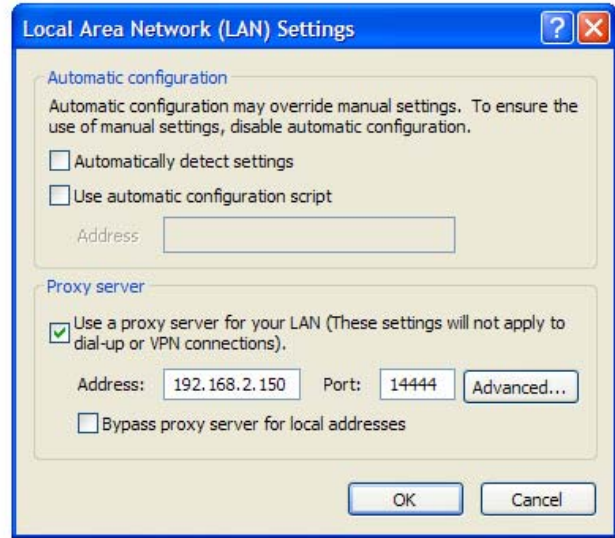 Local Area Network (LAN) Settings
Automatic configuration
Automatic configuration may override manual settings. To ensure the
use of manual settings, disable automatic configuration.
Automatically detect settings
Use automatic configuration script
Address
Proxy server
Use a proxy server for your LAN (These settings will not apply to
dial-up or VPN connections).
Address: 192.168.2.150 Port: 14444 Advanced...
Bypass proxy server for local addresses
OK Cancel